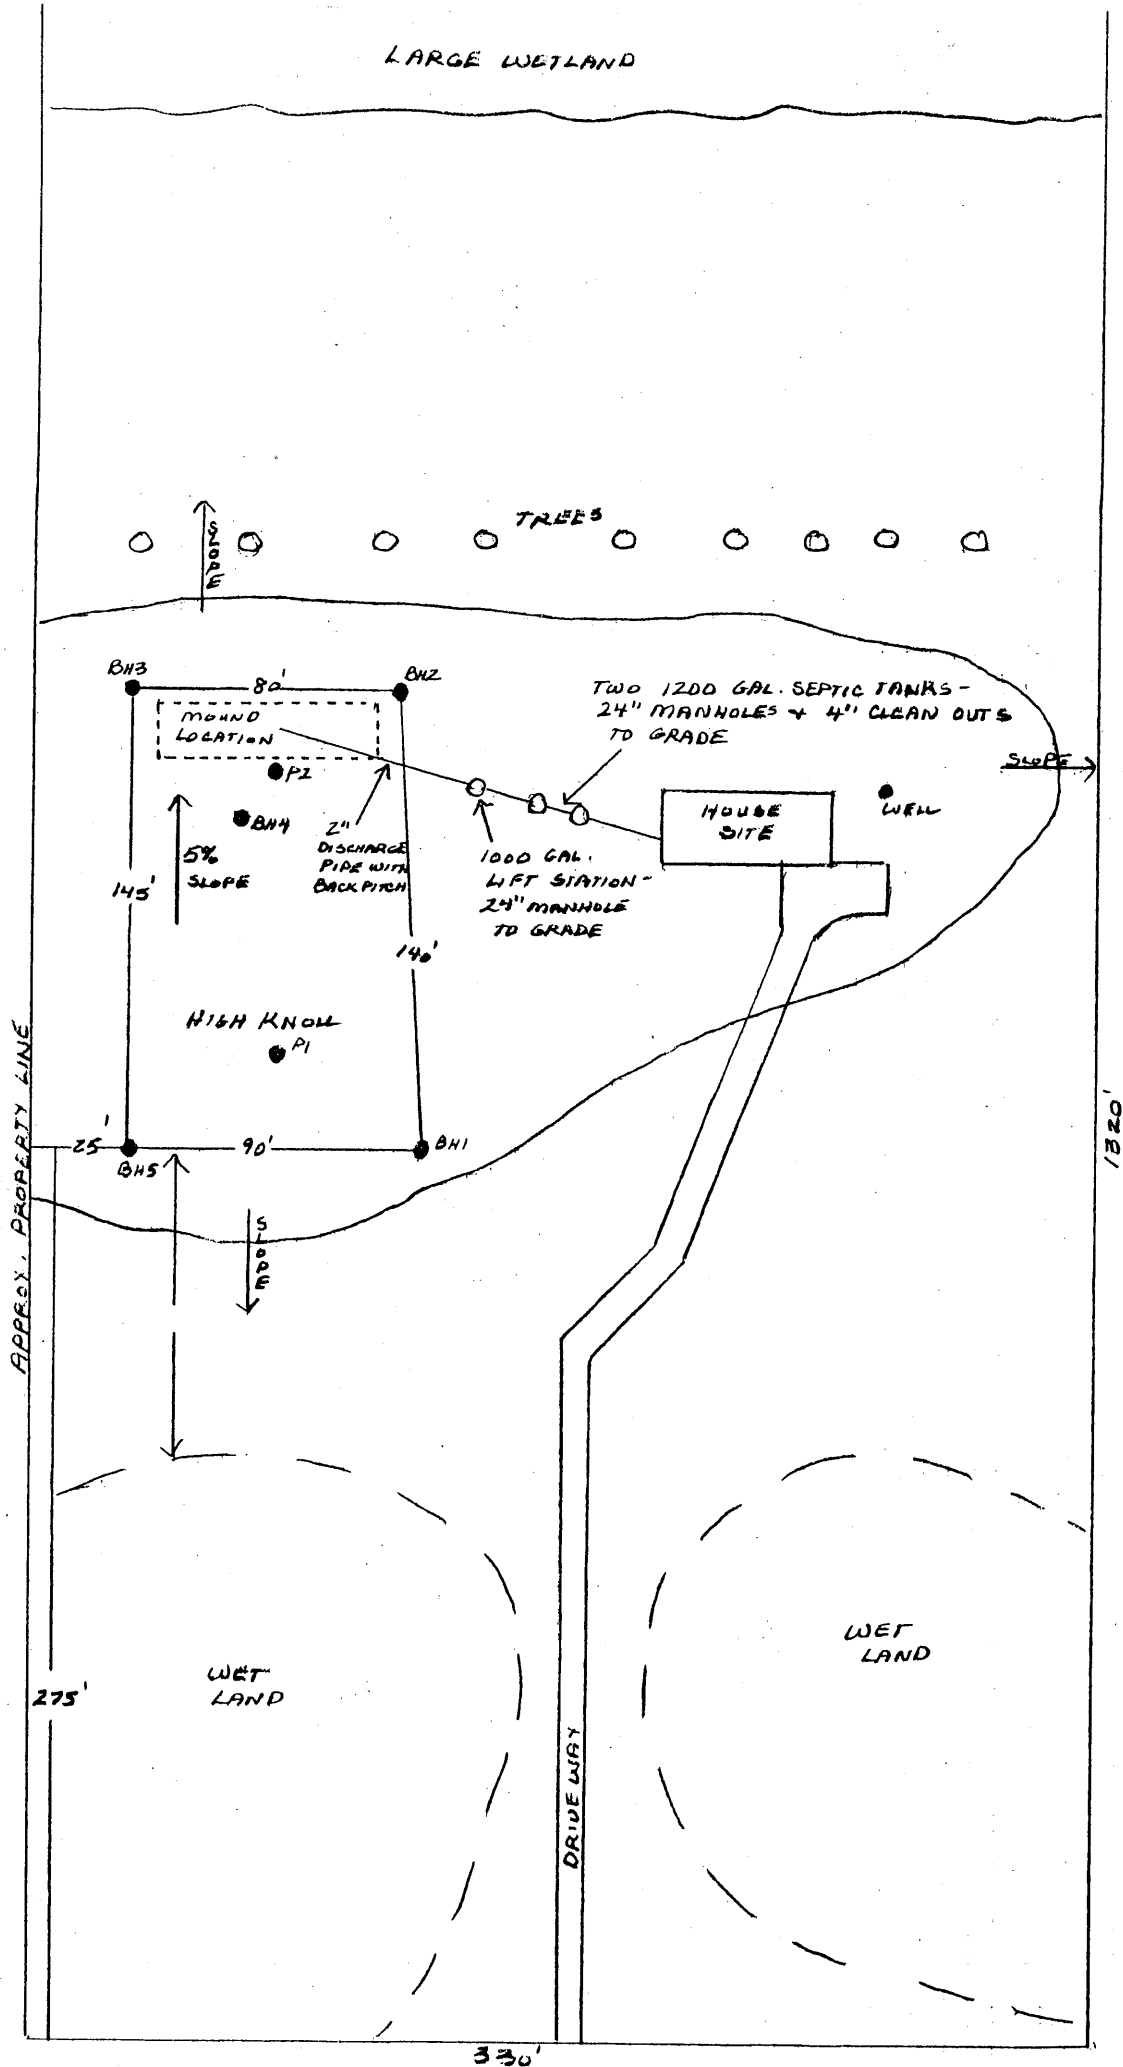 LARGE WETLAND
TREES
SLOPE
BH3
80'
BH2
TWO 1200 GAL. SEPTIC TANKS -
24" MANHOLES & 4" CLEAN OUTS
TO GRADE
MOUND
LOCATION
SLOPE
P2
WELL
HOUSE
SITE
BH4
2"
DISCHARGE
PIPE WITH
BACKPITCH
5%
SLOPE
1000 GAL.
LIFT STATION -
24" MANHOLE
TO GRADE
145'
140'
HIGH KNOLL
P1
APPROX. PROPERTY LINE
1320'
25'
90'
BH1
BH5
SLOPE
WET
LAND
WET
LAND
275'
DRIVEWAY
330'